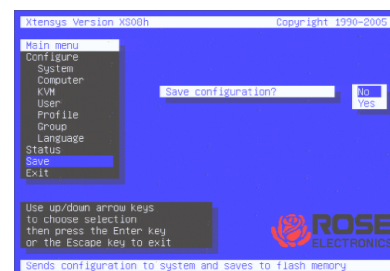 Xtensys Version XS08h Copyright 1990-2005
Main menu
Configure
System
Computer
KVM
User
Profile
Group
Language
Status
Save
Exit
Save configuration?
No
Yes
Use up/down arrow keys
to choose selection
then press the Enter key
or the Escape key to exit
ROSE
ELECTRONICS
Sends configuration to system and saves to flash memory